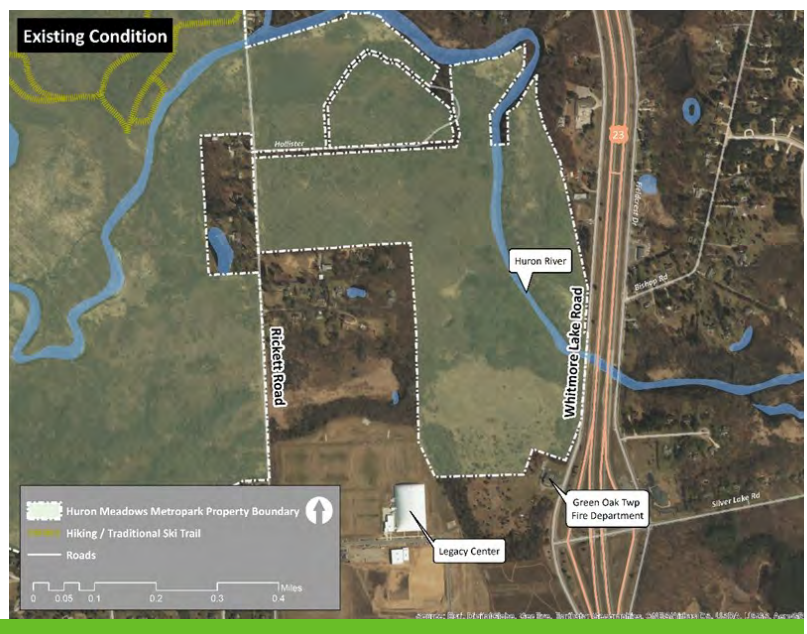 Existing Condition
Hollister
23
Fieldcrest Dr
Huron River
Bishop Rd
Rickett Road
Whitmore Lake Road
Green Oak Twp
Fire Department
Silver Lake Rd
Legacy Center
Huron Meadows Metropark Property Boundary
Hiking / Traditional Ski Trail
Roads
Miles
0 0.05 0.1 0.2 0.3 0.4